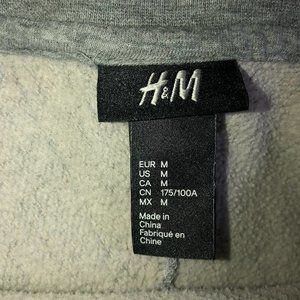 H&M
EUR M
US M
CA M
CN 175/100A
MX M
Made in
China
Fabriqué en
Chine